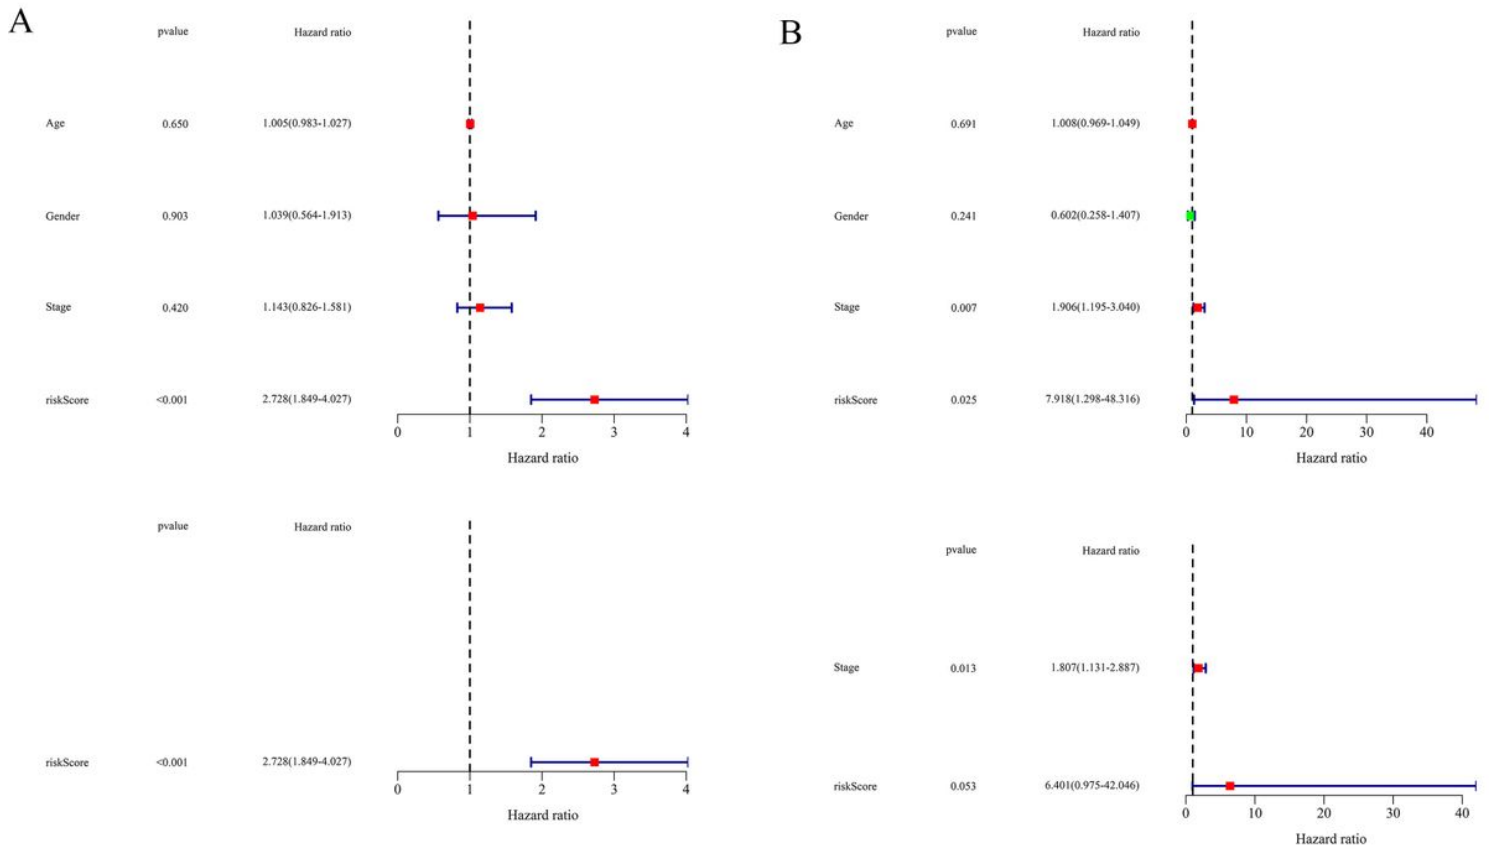 A
pvalue Hazard ratio
Age 0.650 1.005(0.983-1.027)
Gender 0.903 1.039(0.564-1.913)
Stage 0.420 1.143(0.826-1.581)
riskScore <0.001 2.728(1.849-4.027)
0 1 2 3 4
Hazard ratio
pvalue Hazard ratio
riskScore <0.001 2.728(1.849-4.027)
0 1 2 3 4
Hazard ratio
B
pvalue Hazard ratio
Age 0.691 1.008(0.969-1.049)
Gender 0.241 0.602(0.258-1.407)
Stage 0.007 1.906(1.195-3.040)
riskScore 0.025 7.918(1.298-48.316)
0 10 20 30 40
Hazard ratio
pvalue Hazard ratio
Stage 0.013 1.807(1.131-2.887)
riskScore 0.053 6.401(0.975-42.046)
0 10 20 30 40
Hazard ratio